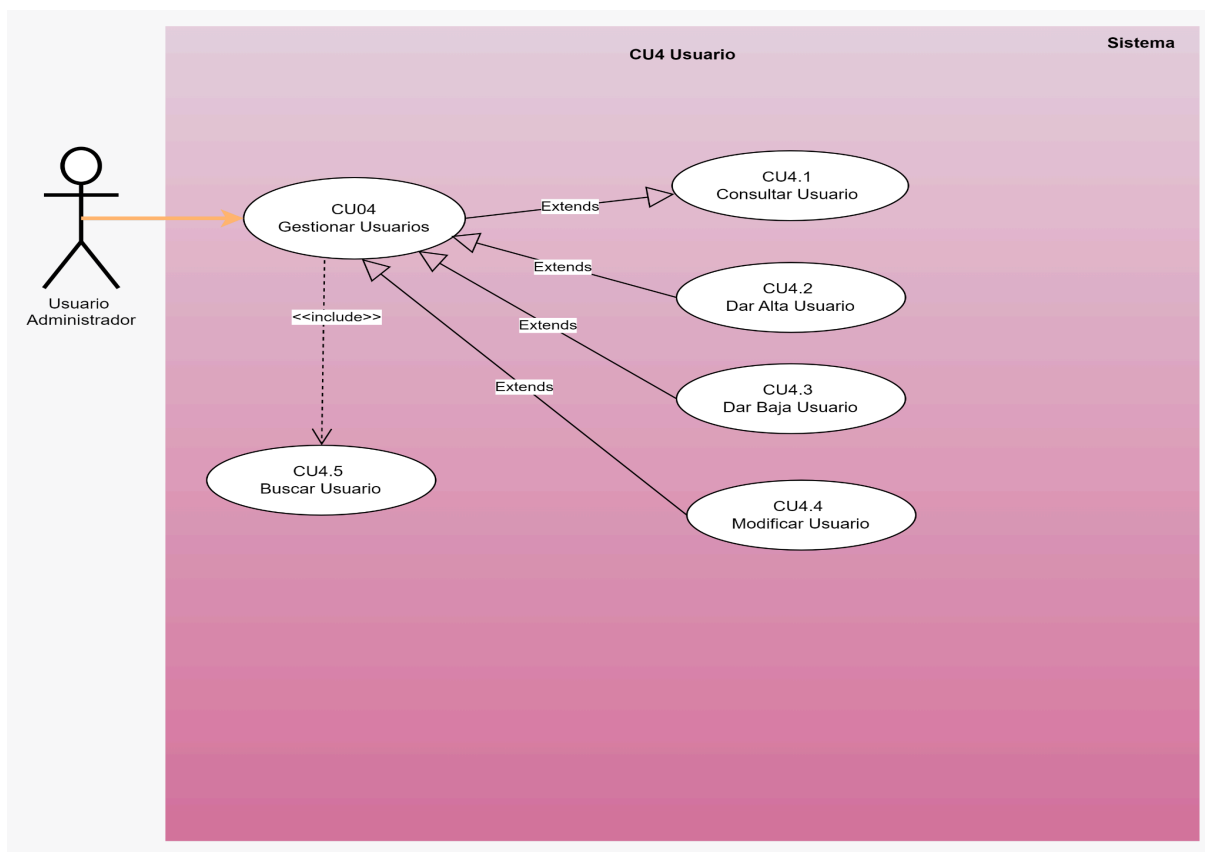 Sistema
CU4 Usuario
CU4.1
Consultar Usuario
CU04
Gestionar Usuarios
Extends
CU4.2
Dar Alta Usuario
Extends
Usuario
Administrador
<<include>>
Extends
CU4.3
Dar Baja Usuario
Extends
CU4.5
Buscar Usuario
CU4.4
Modificar Usuario